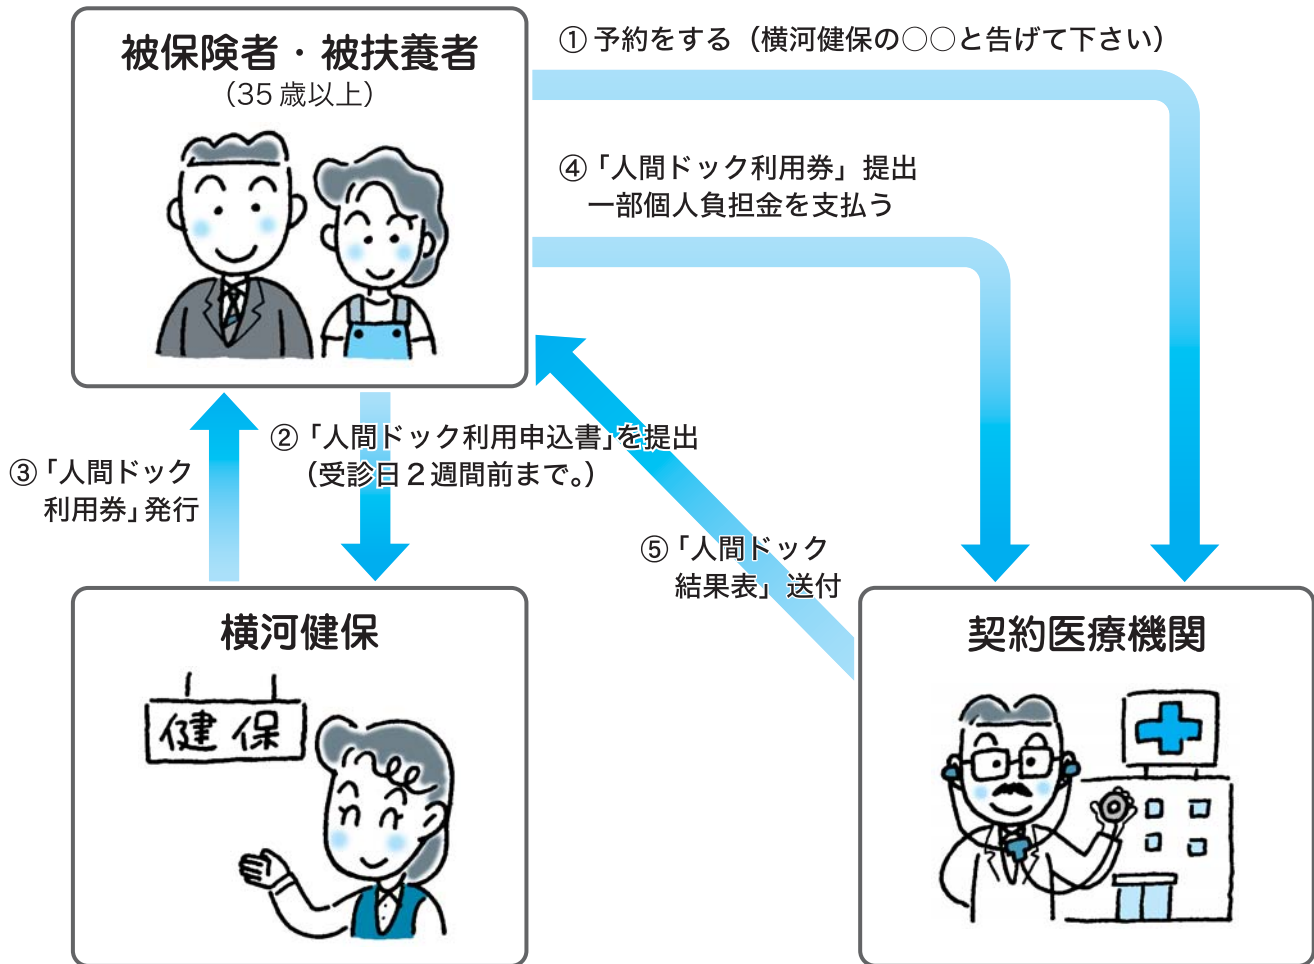 被保険者・被扶養者
（35歳以上）
①予約をする（横河健保の○○と告げて下さい）
④「人間ドック利用券」提出
一部個人負担金を支払う
②「人間ドック利用申込書」を提出
（受診日２週間前まで。）
③「人間ドック
利用券」発行
⑤「人間ドック
結果表」送付
横河健保
健保
契約医療機関